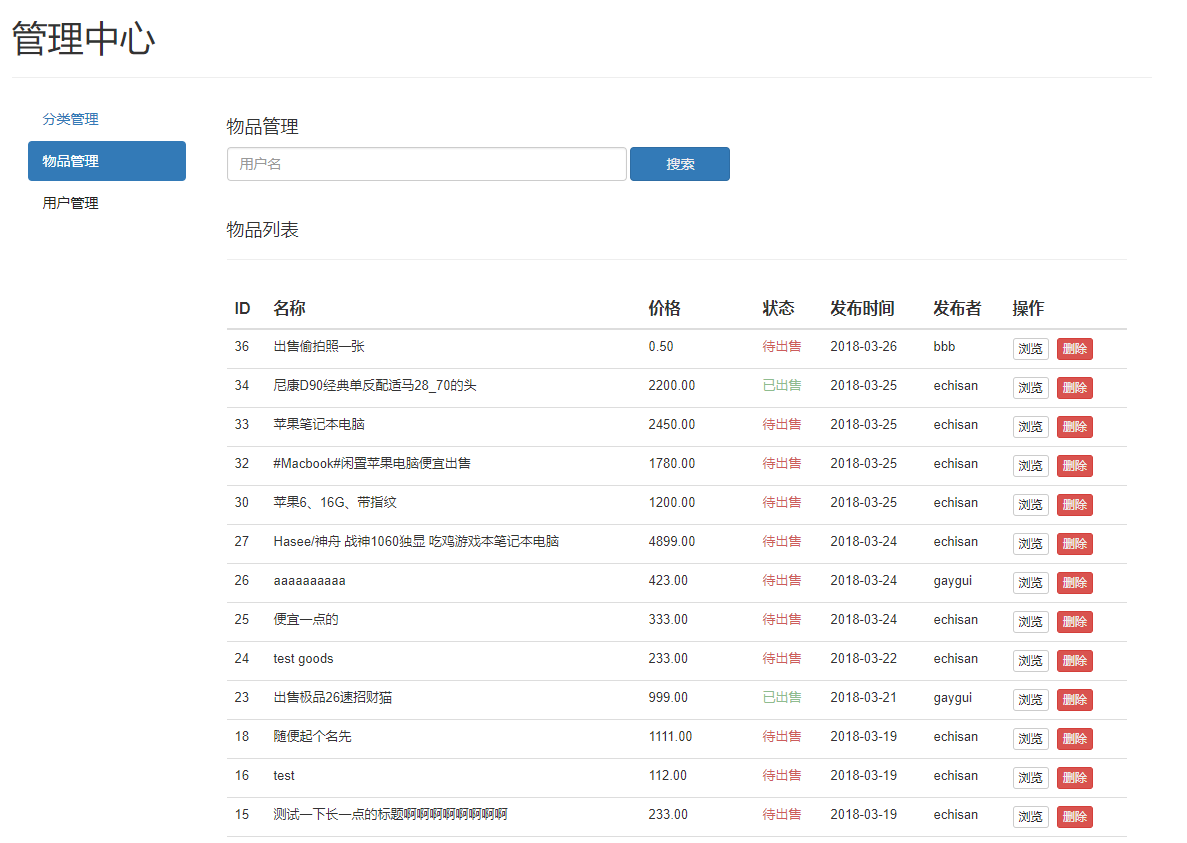 管理中心
分类管理
物品管理
用户管理
物品管理
用户名 搜索
物品列表
ID 名称 价格 状态 发布时间 发布者 操作
36 出售偷拍照一张 0.50 待出售 2018-03-26 bbb 浏览 删除
34 尼康D90经典单反配适马28_70的头 2200.00 已出售 2018-03-25 echisan 浏览 删除
33 苹果笔记本电脑 2450.00 待出售 2018-03-25 echisan 浏览 删除
32 #Macbook#闲置苹果电脑便宜出售 1780.00 待出售 2018-03-25 echisan 浏览 删除
30 苹果6、16G、带指纹 1200.00 待出售 2018-03-25 echisan 浏览 删除
27 Hasee/神舟 战神1060独显 吃鸡游戏本笔记本电脑 4899.00 待出售 2018-03-24 echisan 浏览 删除
26 aaaaaaaaaa 423.00 待出售 2018-03-24 gaygui 浏览 删除
25 便宜一点的 333.00 待出售 2018-03-24 echisan 浏览 删除
24 test goods 233.00 待出售 2018-03-22 echisan 浏览 删除
23 出售极品26速招财猫 999.00 已出售 2018-03-21 gaygui 浏览 删除
18 随便起个名先 1111.00 待出售 2018-03-19 echisan 浏览 删除
16 test 112.00 待出售 2018-03-19 echisan 浏览 删除
15 测试一下长一点的标题啊啊啊啊啊啊啊啊 233.00 待出售 2018-03-19 echisan 浏览 删除